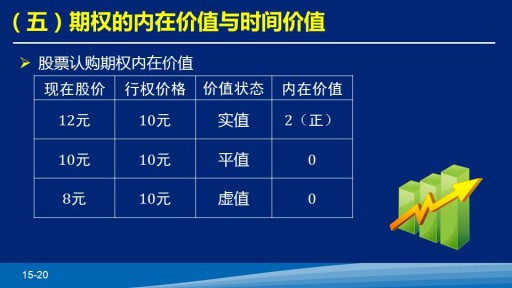 （五）期权的内在价值与时间价值
股票认购期权内在价值
现在股价 行权价格 价值状态 内在价值
12元 10元 实值 2（正）
10元 10元 平值 0
8元 10元 虚值 0
15-20